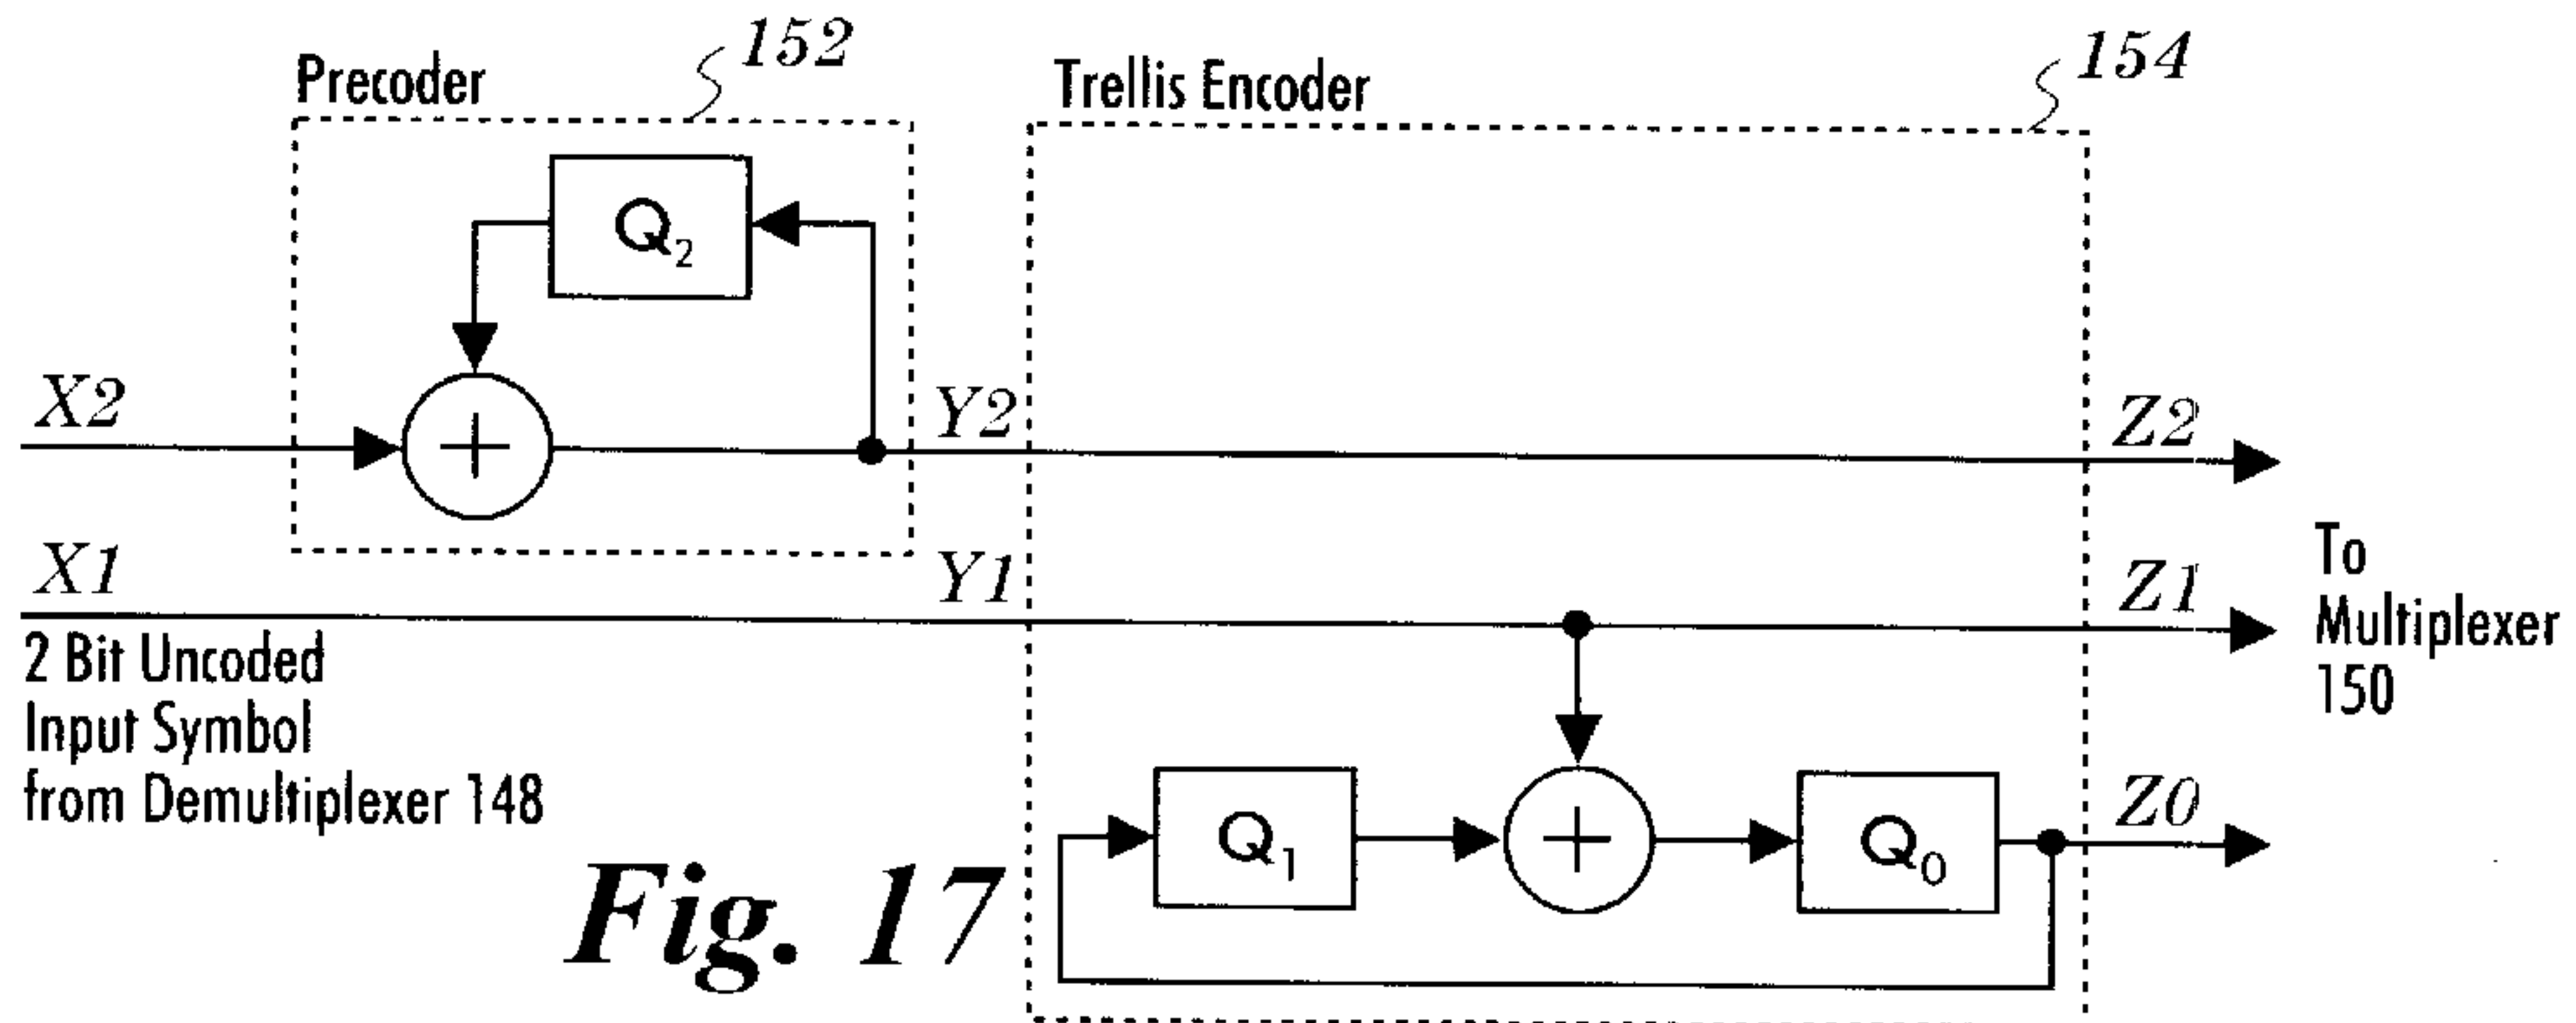 152
154
Precoder
Trellis Encoder
Q2
X2
Y2
Z2
X1
Y1
Z1
To
Multiplexer
150
2 Bit Uncoded
Input Symbol
from Demultiplexer 148
+
+
Q1
Q0
Z0
Fig. 17